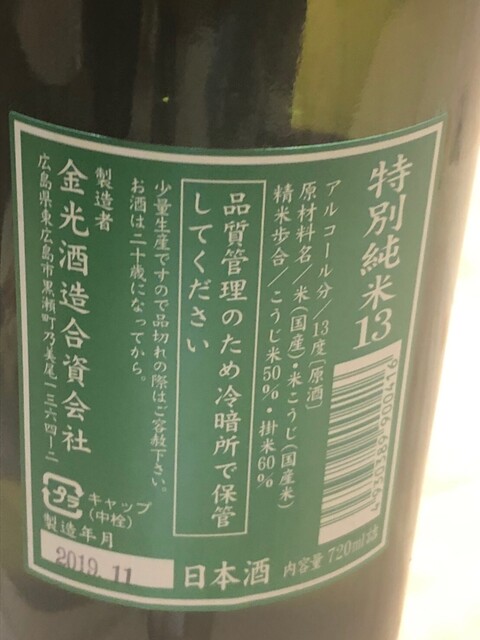 特別純米13
アルコール分/13度〔原酒〕
原材料名/米(国産)・米こうじ(国産米)
精米歩合/こうじ米50%・掛米60%
品質管理のため冷暗所で保管
してください
少量生産ですので品切れの際はご容赦下さい。
お酒は二十歳になってから。
製造者
金光酒造合資会社
広島県東広島市黒瀬町乃美尾一三六四-二
プラ
キャップ
(中栓)
製造年月
2019.11
日本酒
内容量 720ml詰